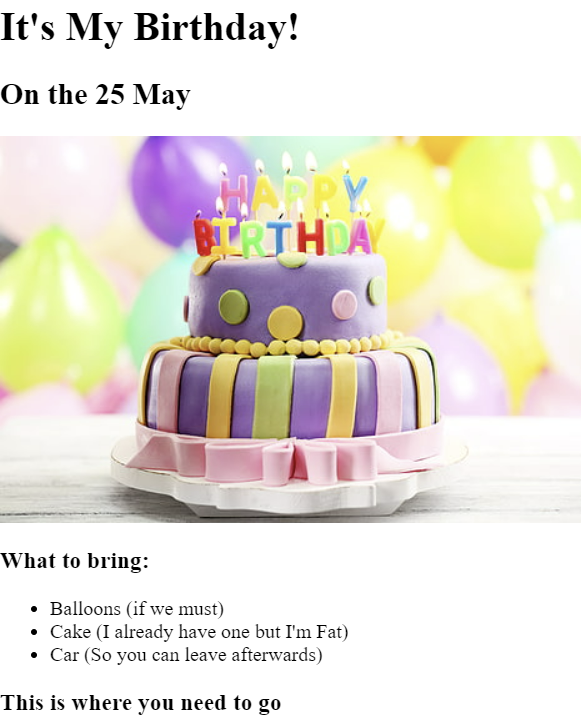 It's My Birthday!
On the 25 May
HAPPY
BIRTHDAY
What to bring:
Balloons (if we must)
Cake (I already have one but I'm Fat)
Car (So you can leave afterwards)
This is where you need to go